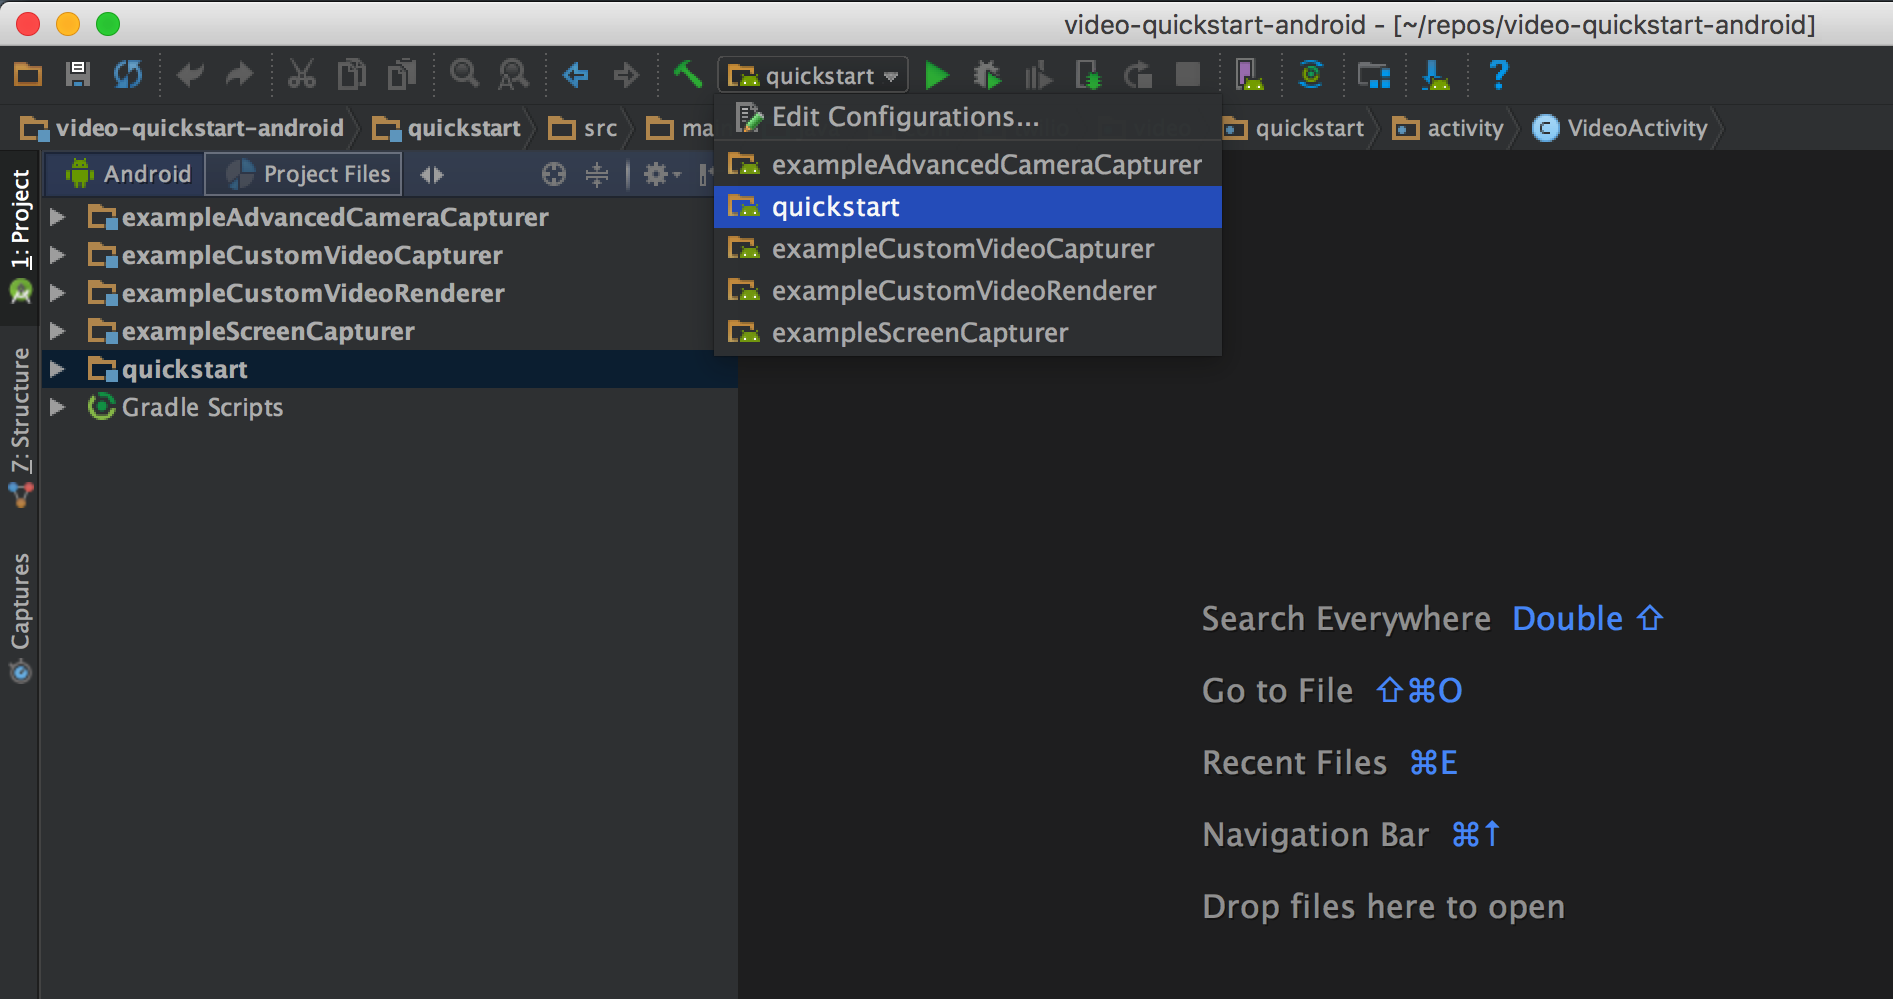 video-quickstart-android - [~/repos/video-quickstart-android]
quickstart
video-quickstart-android quickstart src ma quickstart activity C VideoActivity
Edit Configurations...
exampleAdvancedCameraCapturer
quickstart
exampleCustomVideoCapturer
exampleCustomVideoRenderer
exampleScreenCapturer
1: Project
7: Structure
Captures
Android Project Files
exampleAdvancedCameraCapturer
exampleCustomVideoCapturer
exampleCustomVideoRenderer
exampleScreenCapturer
quickstart
Gradle Scripts
Search Everywhere Double ⇧
Go to File ⇧⌘O
Recent Files ⌘E
Navigation Bar ⌘↑
Drop files here to open